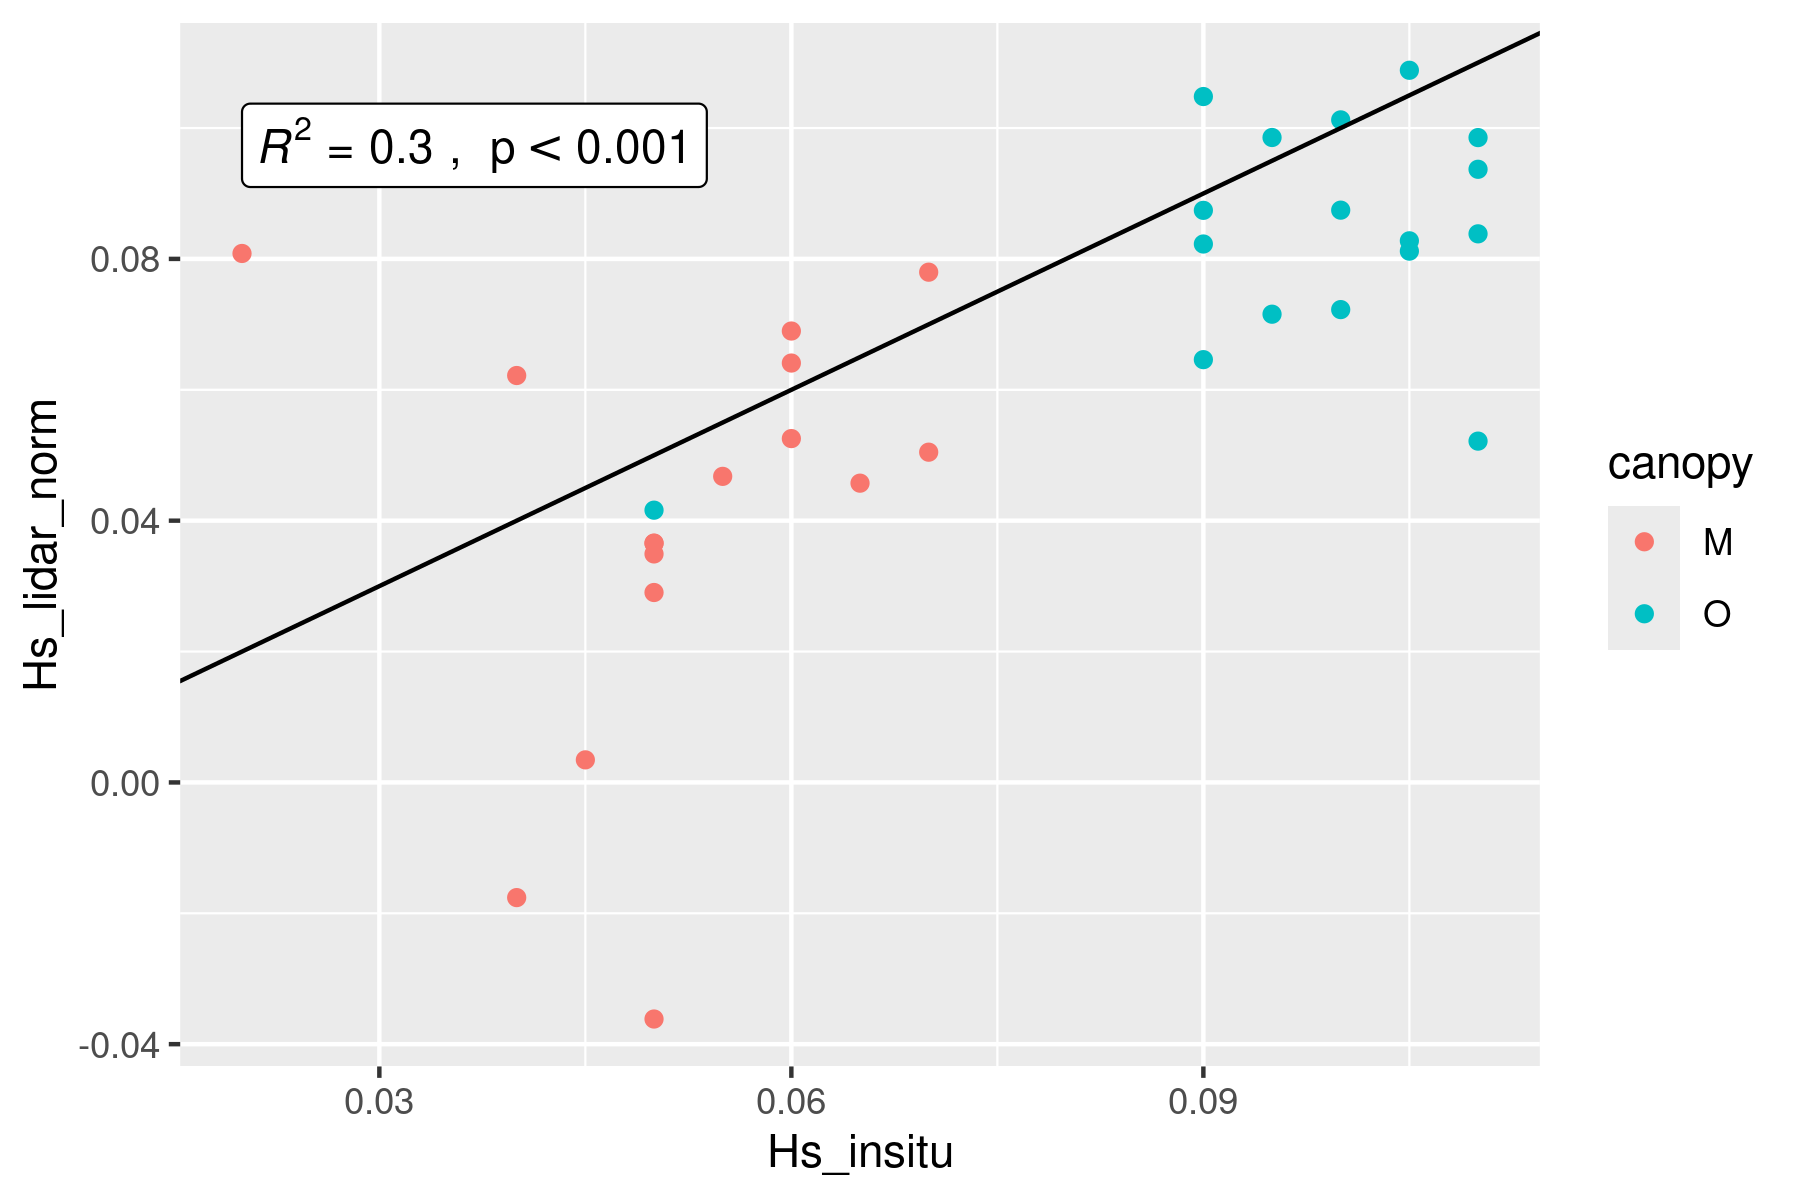 R² = 0.3 , p < 0.001
0.08
0.04
0.00
-0.04
Hs_lidar_norm
0.03 0.06 0.09
Hs_insitu
canopy
M
O